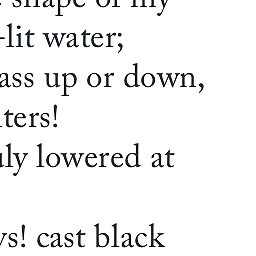 shape of my
-lit water;
ass up or down,
ters!
ly lowered at
s! cast black